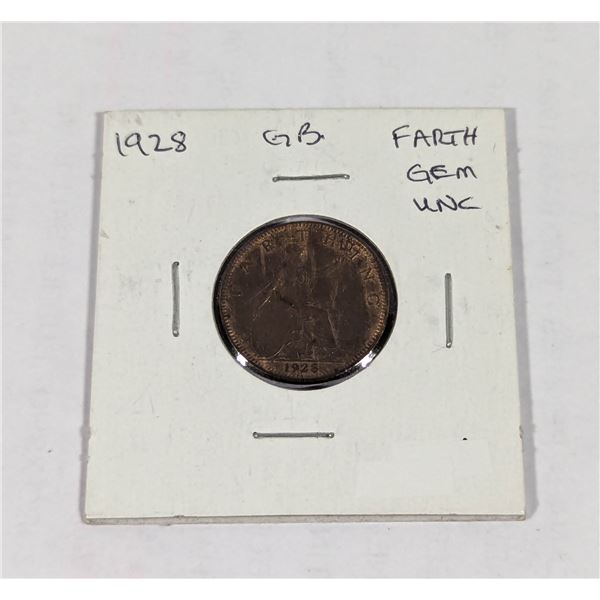 1928 GB. FARTH
GEM
UNC
FARTHING
1928